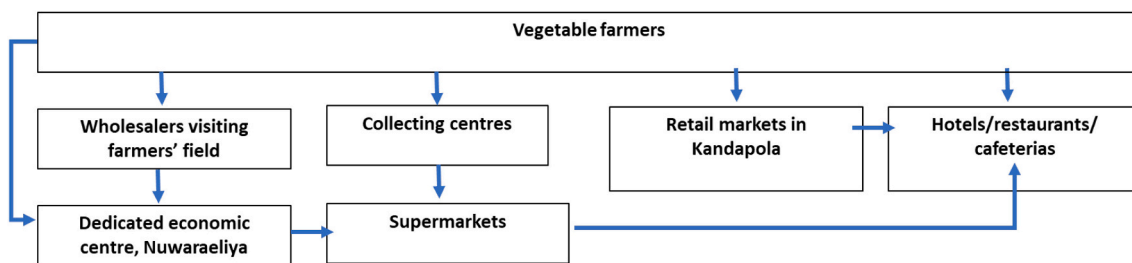 Vegetable farmers
Wholesalers visiting
farmers’ field
Collecting centres
Retail markets in
Kandapola
Hotels/restaurants/
cafeterias
Dedicated economic
centre, Nuwaraeliya
Supermarkets